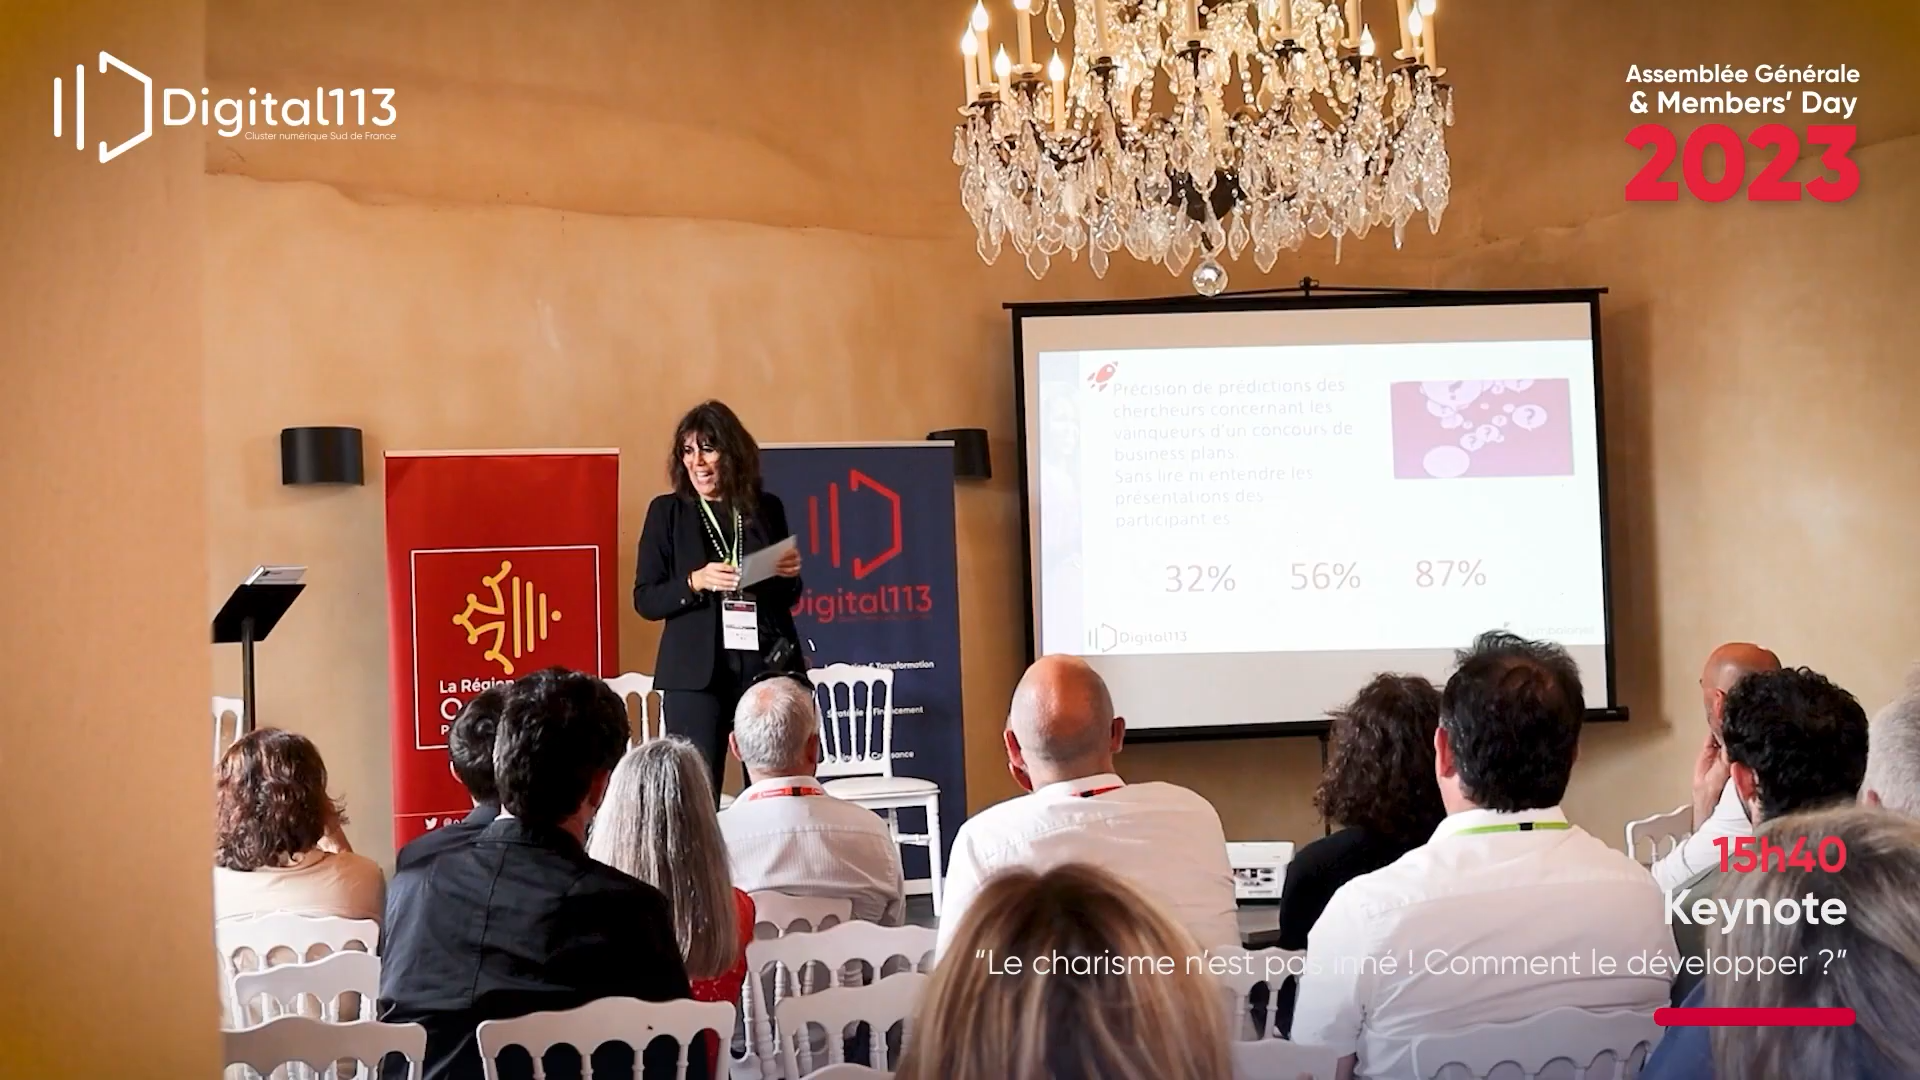 Digital113
Cluster numérique Sud de France
Assemblée Générale
& Members' Day
2023
Précision de prédictions des
chercheurs concernant les
vainqueurs d'un concours de
business plans.
Sans lire ni entendre les
présentations des
participant es
32% 56% 87%
Digital113
Digital113
& Transformation
La Région
15h40
Keynote
“Le charisme n'est pas inné ! Comment le développer ?”